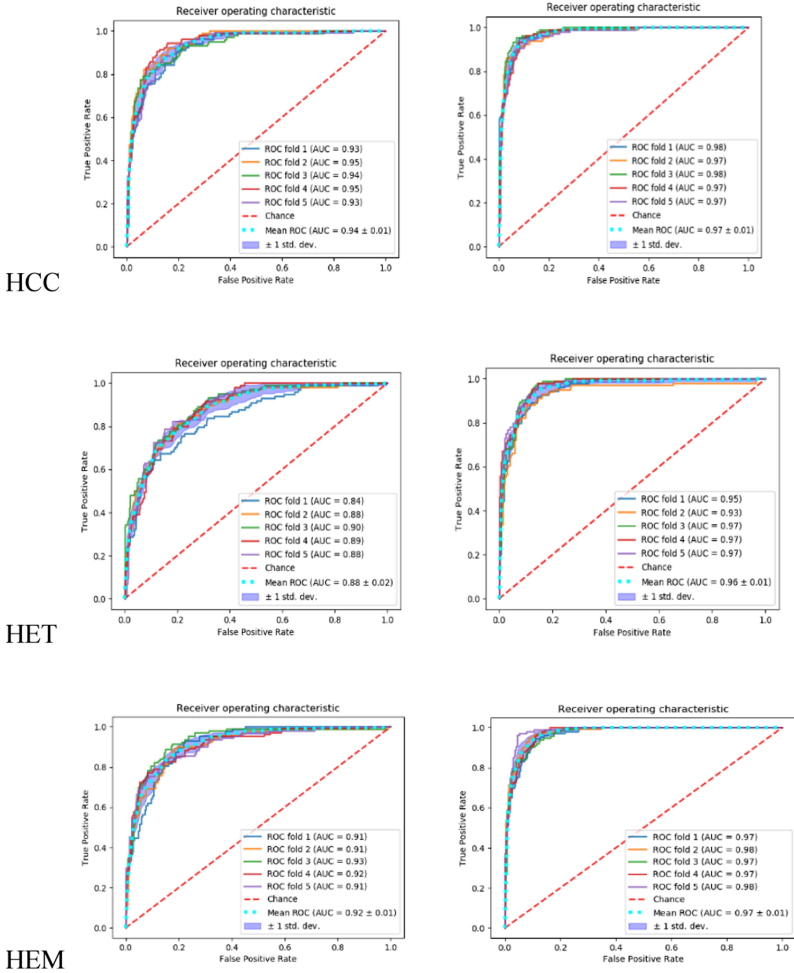 Receiver operating characteristic
1.0
0.8
0.6
0.4
0.2
0.0
True Positive Rate
ROC fold 1 (AUC = 0.93)
ROC fold 2 (AUC = 0.95)
ROC fold 3 (AUC = 0.94)
ROC fold 4 (AUC = 0.95)
ROC fold 5 (AUC = 0.93)
Chance
Mean ROC (AUC = 0.94 ± 0.01)
± 1 std. dev.
0.0 0.2 0.4 0.6 0.8 1.0
False Positive Rate
Receiver operating characteristic
1.0
0.8
0.6
0.4
0.2
0.0
True Positive Rate
ROC fold 1 (AUC = 0.98)
ROC fold 2 (AUC = 0.97)
ROC fold 3 (AUC = 0.98)
ROC fold 4 (AUC = 0.97)
ROC fold 5 (AUC = 0.97)
Chance
Mean ROC (AUC = 0.97 ± 0.01)
± 1 std. dev.
0.0 0.2 0.4 0.6 0.8 1.0
False Positive Rate
HCC
Receiver operating characteristic
1.0
0.8
0.6
0.4
0.2
0.0
True Positive Rate
ROC fold 1 (AUC = 0.84)
ROC fold 2 (AUC = 0.88)
ROC fold 3 (AUC = 0.90)
ROC fold 4 (AUC = 0.89)
ROC fold 5 (AUC = 0.88)
Chance
Mean ROC (AUC = 0.88 ± 0.02)
± 1 std. dev.
0.0 0.2 0.4 0.6 0.8 1.0
False Positive Rate
Receiver operating characteristic
1.0
0.8
0.6
0.4
0.2
0.0
True Positive Rate
ROC fold 1 (AUC = 0.95)
ROC fold 2 (AUC = 0.93)
ROC fold 3 (AUC = 0.97)
ROC fold 4 (AUC = 0.97)
ROC fold 5 (AUC = 0.97)
Chance
Mean ROC (AUC = 0.96 ± 0.01)
± 1 std. dev.
0.0 0.2 0.4 0.6 0.8 1.0
False Positive Rate
HET
Receiver operating characteristic
1.0
0.8
0.6
0.4
0.2
0.0
True Positive Rate
ROC fold 1 (AUC = 0.91)
ROC fold 2 (AUC = 0.91)
ROC fold 3 (AUC = 0.93)
ROC fold 4 (AUC = 0.92)
ROC fold 5 (AUC = 0.91)
Chance
Mean ROC (AUC = 0.92 ± 0.01)
± 1 std. dev.
0.0 0.2 0.4 0.6 0.8 1.0
False Positive Rate
Receiver operating characteristic
1.0
0.8
0.6
0.4
0.2
0.0
True Positive Rate
ROC fold 1 (AUC = 0.97)
ROC fold 2 (AUC = 0.98)
ROC fold 3 (AUC = 0.97)
ROC fold 4 (AUC = 0.97)
ROC fold 5 (AUC = 0.98)
Chance
Mean ROC (AUC = 0.97 ± 0.01)
± 1 std. dev.
0.0 0.2 0.4 0.6 0.8 1.0
False Positive Rate
HEM